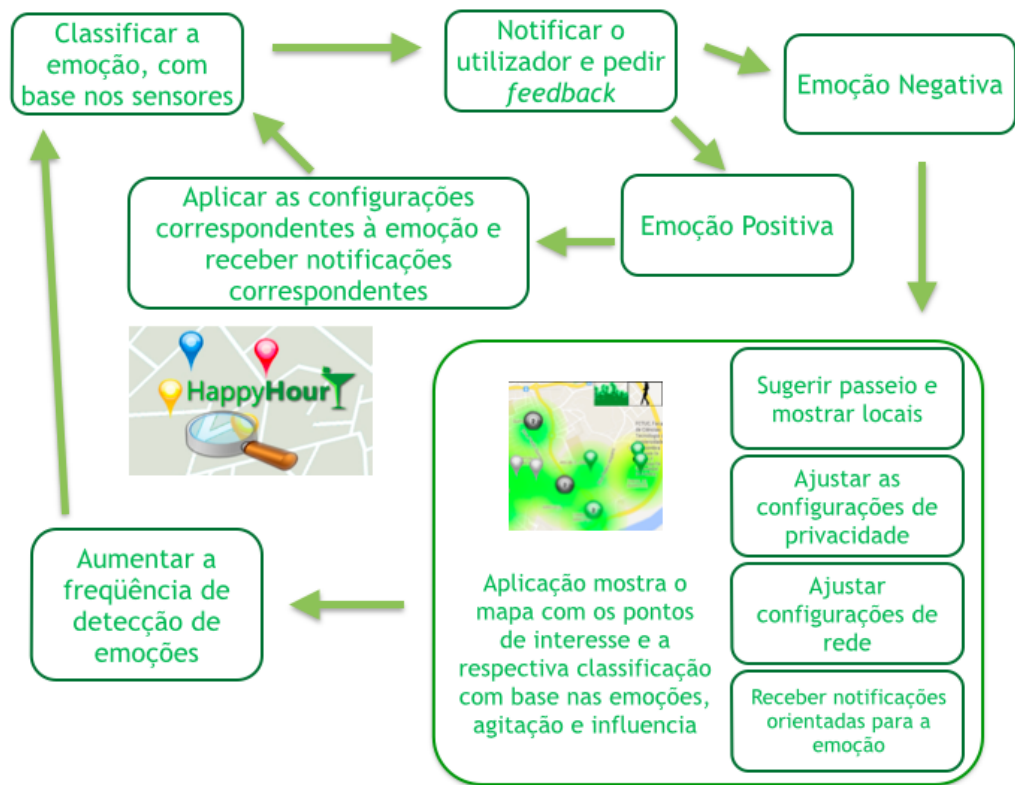 Classificar a
emoção, com
base nos sensores
Notificar o
utilizador e pedir
feedback
Emoção Negativa
Aplicar as configurações
correspondentes à emoção e
receber notificações
correspondentes
Emoção Positiva
HappyHour
Sugerir passeio e
mostrar locais
Ajustar as
configurações de
privacidade
Aumentar a
freqüência de
detecção de
emoções
Aplicação mostra o
mapa com os pontos
de interesse e a
respectiva classificação
com base nas emoções,
agitação e influencia
Ajustar
configurações de
rede
Receber notificações
orientadas para a
emoção